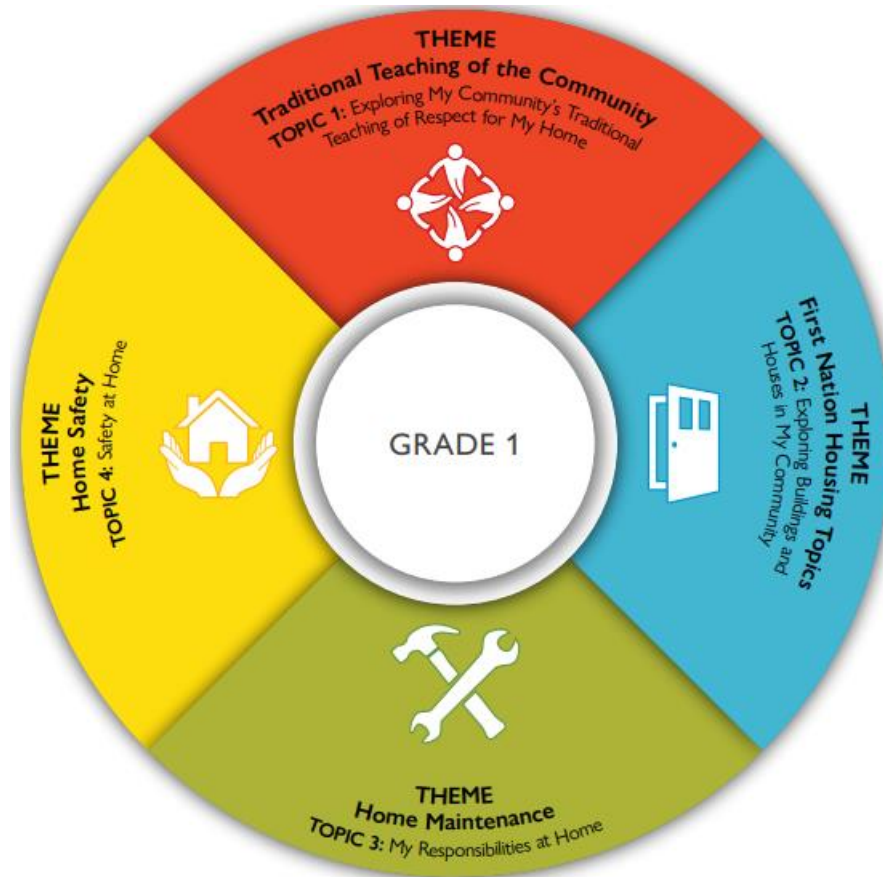 THEME
Traditional Teaching of the Community
TOPIC 1: Exploring My Community's Traditional
Teaching of Respect for My Home
THEME
First Nation Housing Topics
TOPIC 2: Exploring Buildings and
Houses in My Community
GRADE 1
THEME
Home Maintenance
TOPIC 3: My Responsibilities at Home
THEME
Home Safety
TOPIC 4: Safety at Home